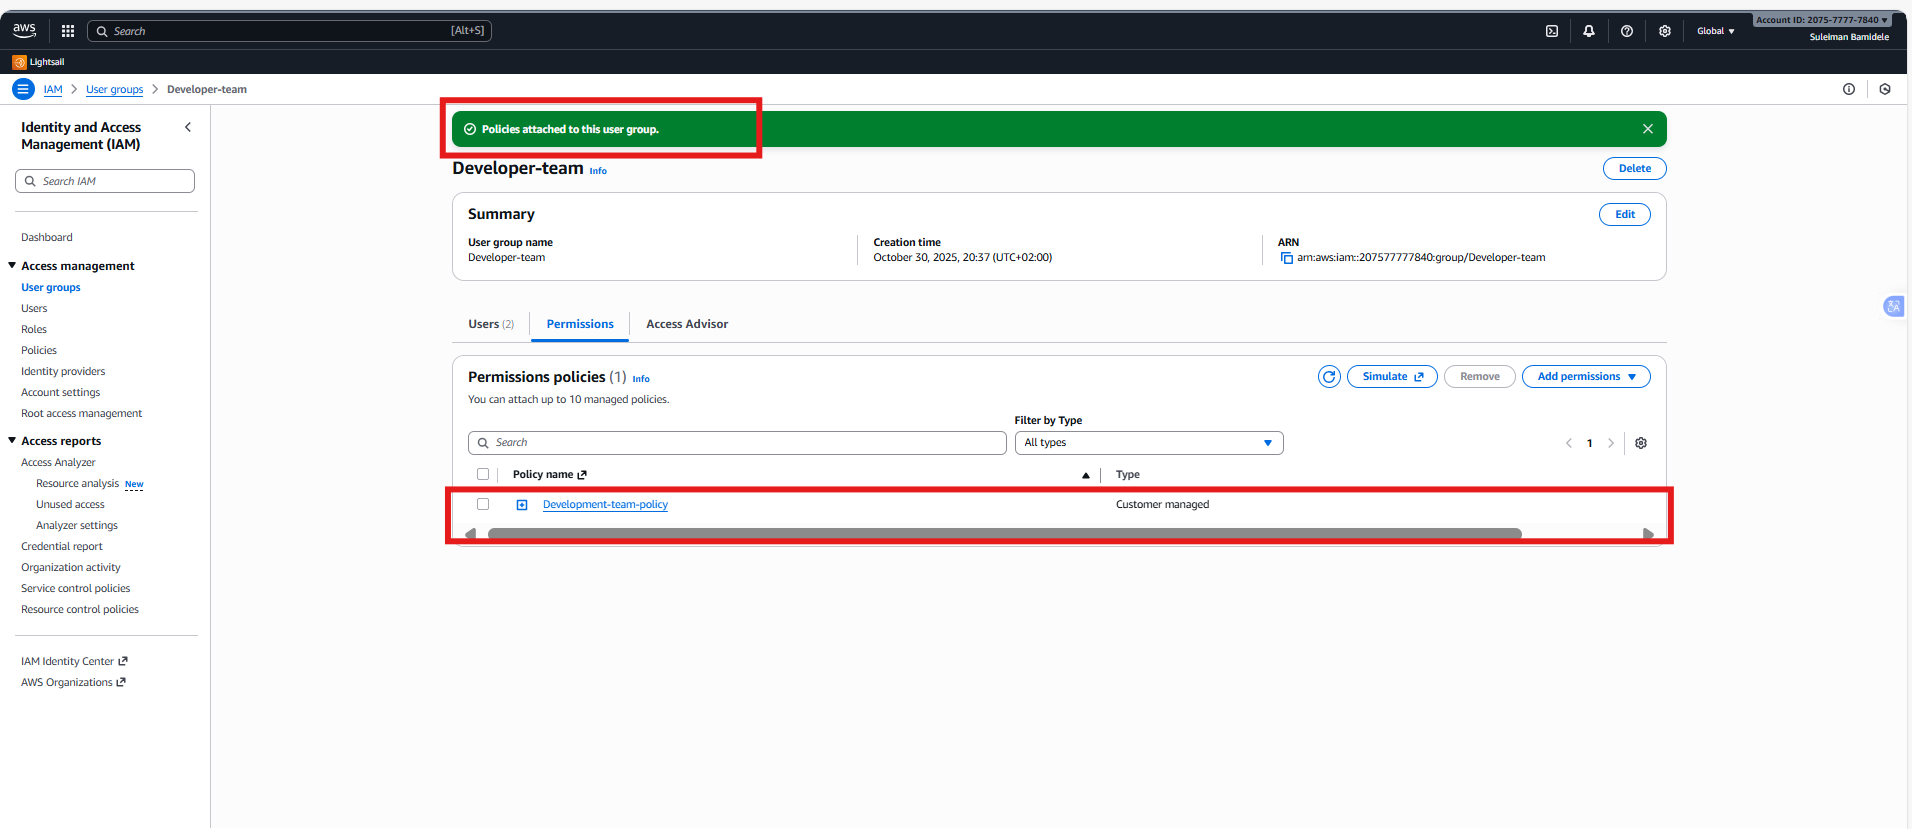 aws
Search [Alt+S]
Global
Account ID: 2075-7777-7840
Suleiman Bamidele
Lightsail
IAM > User groups > Developer-team
Identity and Access Management (IAM)
Search IAM
Dashboard
Access management
User groups
Users
Roles
Policies
Identity providers
Account settings
Root access management
Access reports
Access Analyzer
Resource analysis New
Unused access
Analyzer settings
Credential report
Organization activity
Service control policies
Resource control policies
IAM Identity Center
AWS Organizations
Policies attached to this user group.
Developer-team Info
Delete
Summary
Edit
User group name
Developer-team
Creation time
October 30, 2025, 20:37 (UTC+02:00)
ARN
arn:aws:iam::207577777840:group/Developer-team
Users (2) Permissions Access Advisor
Permissions policies (1) Info
Simulate Remove Add permissions
You can attach up to 10 managed policies.
Filter by Type
Search
All types
1
Policy name Type
Development-team-policy Customer managed